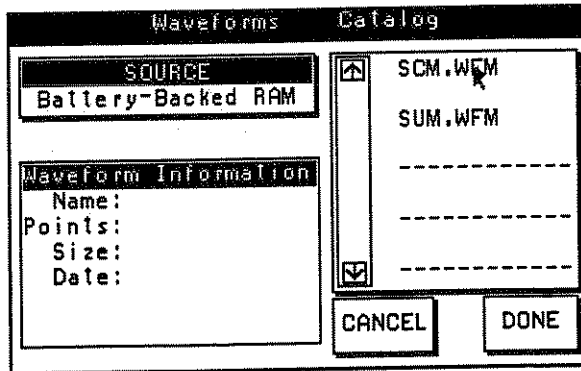 Waveforms Catalog
SOURCE
Battery-Backed RAM
Waveform Information
Name:
Points:
Size:
Date:
SCM.WFM
SUM.WFM
CANCEL
DONE